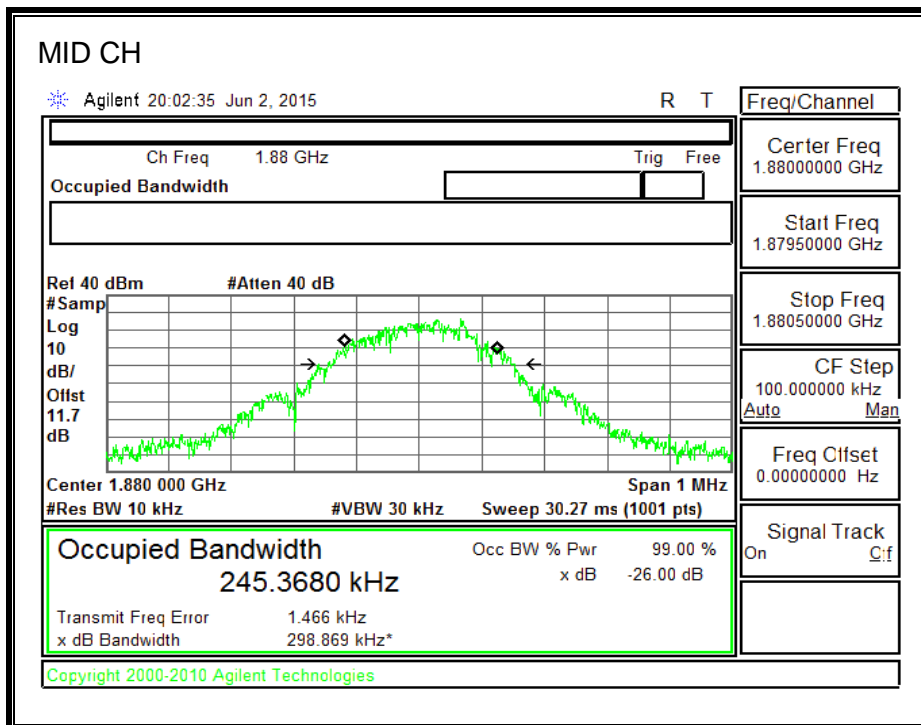 MID CH
Agilent 20:02:35 Jun 2, 2015 R T
Freq/Channel
Ch Freq 1.88 GHz Trig Free
Occupied Bandwidth
Center Freq
1.88000000 GHz
Start Freq
1.87950000 GHz
Stop Freq
1.88050000 GHz
CF Step
100.000000 kHz
Auto Man
Freq Offset
0.00000000 Hz
Signal Track
On Off
Ref 40 dBm #Atten 40 dB
#Samp
Log
10
dB/
Offst
11.7
dB
Center 1.880 000 GHz Span 1 MHz
#Res BW 10 kHz #VBW 30 kHz Sweep 30.27 ms (1001 pts)
Occupied Bandwidth
245.3680 kHz
Occ BW % Pwr 99.00 %
x dB -26.00 dB
Transmit Freq Error 1.466 kHz
x dB Bandwidth 298.869 kHz*
Copyright 2000-2010 Agilent Technologies